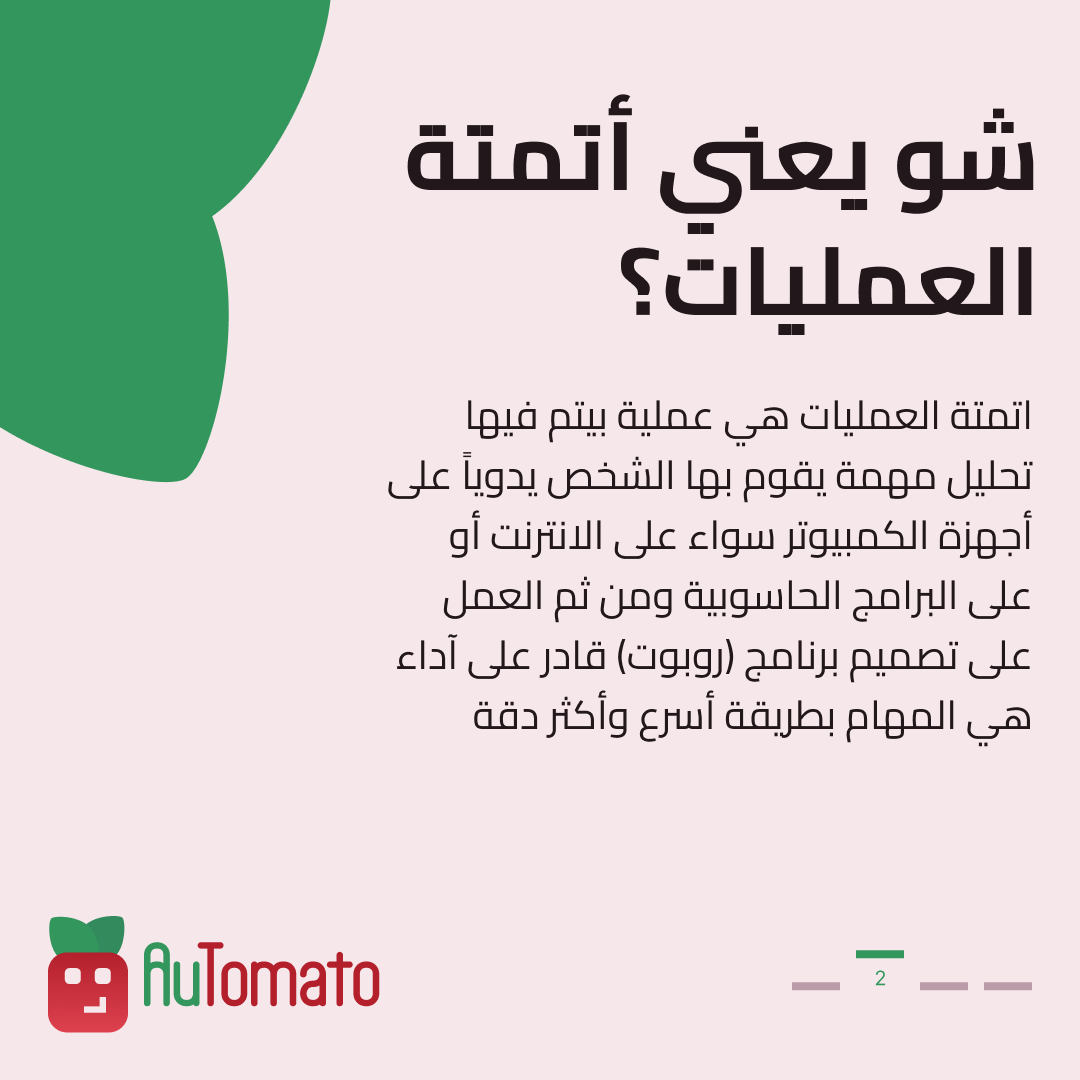 شو يعني أتمتة
العمليات؟
اتمتة العمليات هي عملية بيتم فيها
تحليل مهمة يقوم بها الشخص يدوياً على
أجهزة الكمبيوتر سواء على الانترنت أو
على البرامج الحاسوبية ومن ثم العمل
على تصميم برنامج (روبوت) قادر على آداء
هي المهام بطريقة أسرع وأكثر دقة
AuTomato
2